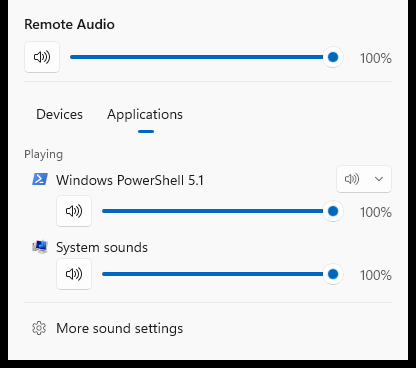 Remote Audio
100%
Devices Applications
Playing
Windows PowerShell 5.1
100%
System sounds
100%
More sound settings